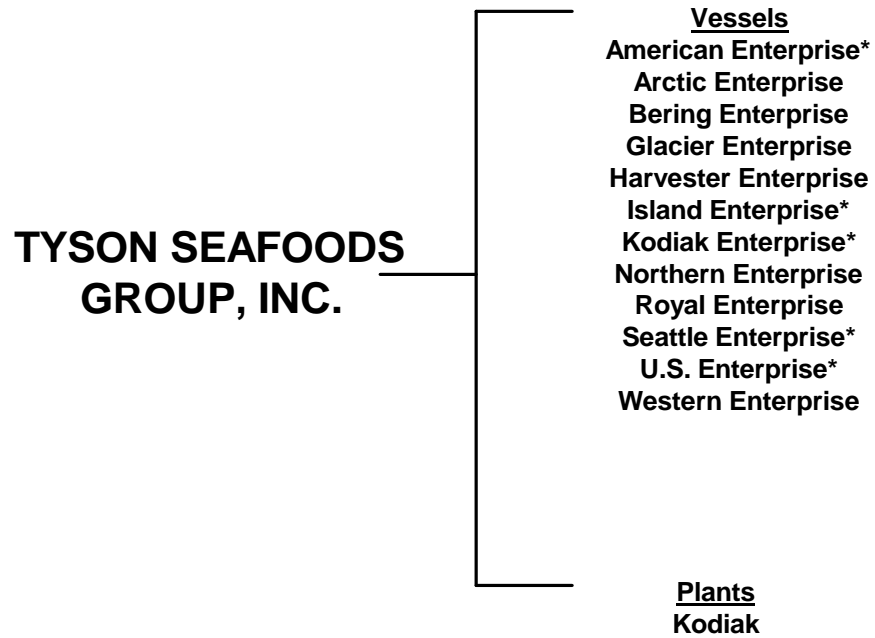 TYSON SEAFOODS
GROUP, INC.
Vessels
American Enterprise*
Arctic Enterprise
Bering Enterprise
Glacier Enterprise
Harvester Enterprise
Island Enterprise*
Kodiak Enterprise*
Northern Enterprise
Royal Enterprise
Seattle Enterprise*
U.S. Enterprise*
Western Enterprise
Plants
Kodiak